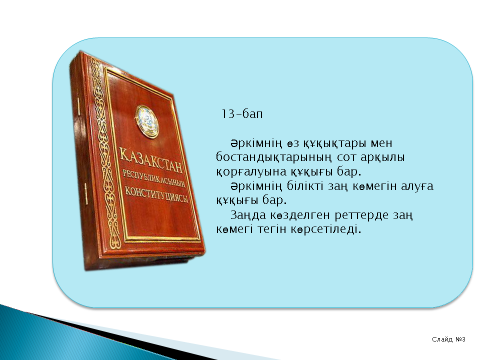 ҚАЗАҚСТАН
РЕСПУБЛИКАСЫНЫҢ
КОНСТИТУЦИЯСЫ
13-бап
Әркімнің өз құқықтары мен
бостандықтарының сот арқылы
қорғалуына құқығы бар.
Әркімнің білікті заң көмегін алуға
құқығы бар.
Заңда көзделген реттерде заң
көмегі тегін көрсетіледі.
Слайд №3